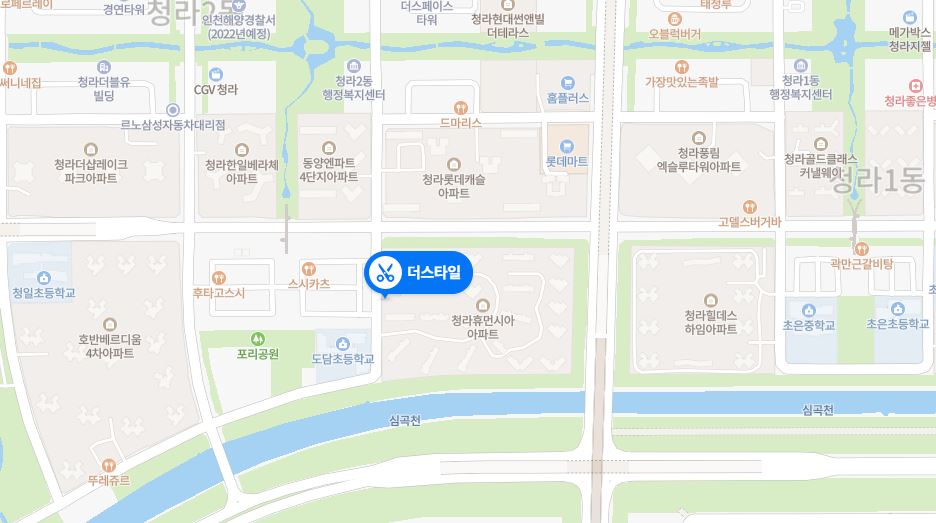 로페르레이
경연타워
청라2동
인천해양경찰서
(2022년예정)
더스페이스
타워
청라현대썬앤빌
더테라스
태정루
오블럭버거
메가박스
청라지젤
써니네집
청라더블유
빌딩
CGV 청라
청라2동
행정복지센터
홈플러스
가장맛있는족발
청라1동
행정복지센터
청라좋은병
르노삼성자동차대리점
드마리스
청라더샵레이크
파크아파트
청라한일베라체
아파트
동양엔파트
4단지아파트
청라롯데캐슬
아파트
롯데마트
청라풍림
엑슬루타워아파트
청라골드클래스
커낼웨이
청라1동
고델스버거바
더스타일
곽만근갈비탕
청일초등학교
후타고스시
스시카츠
청라휴먼시아
아파트
청라힐데스
하임아파트
초은중학교
초은초등학교
호반베르디움
4차아파트
포리공원
도담초등학교
심곡천
심곡천
뚜레쥬르